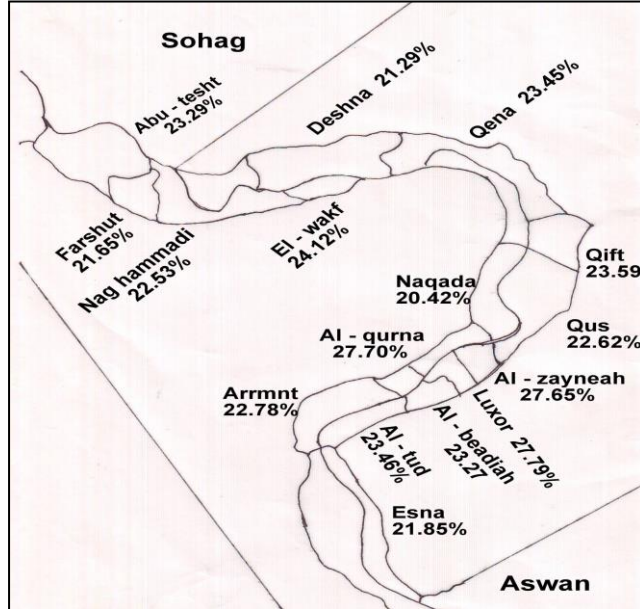 Sohag
Abu - tesht
23.29%
Deshna 21.29%
Qena 23.45%
Farshut
21.65%
Nag hammadi
22.53%
El - wakf
24.12%
Qift
23.59
Naqada
20.42%
Qus
22.62%
Al - qurna
27.70%
Al - zayneah
27.65%
Arrmnt
22.78%
Luxor 27.79%
Al - beadiah
23.27
Al - tud
23.46%
Esna
21.85%
Aswan